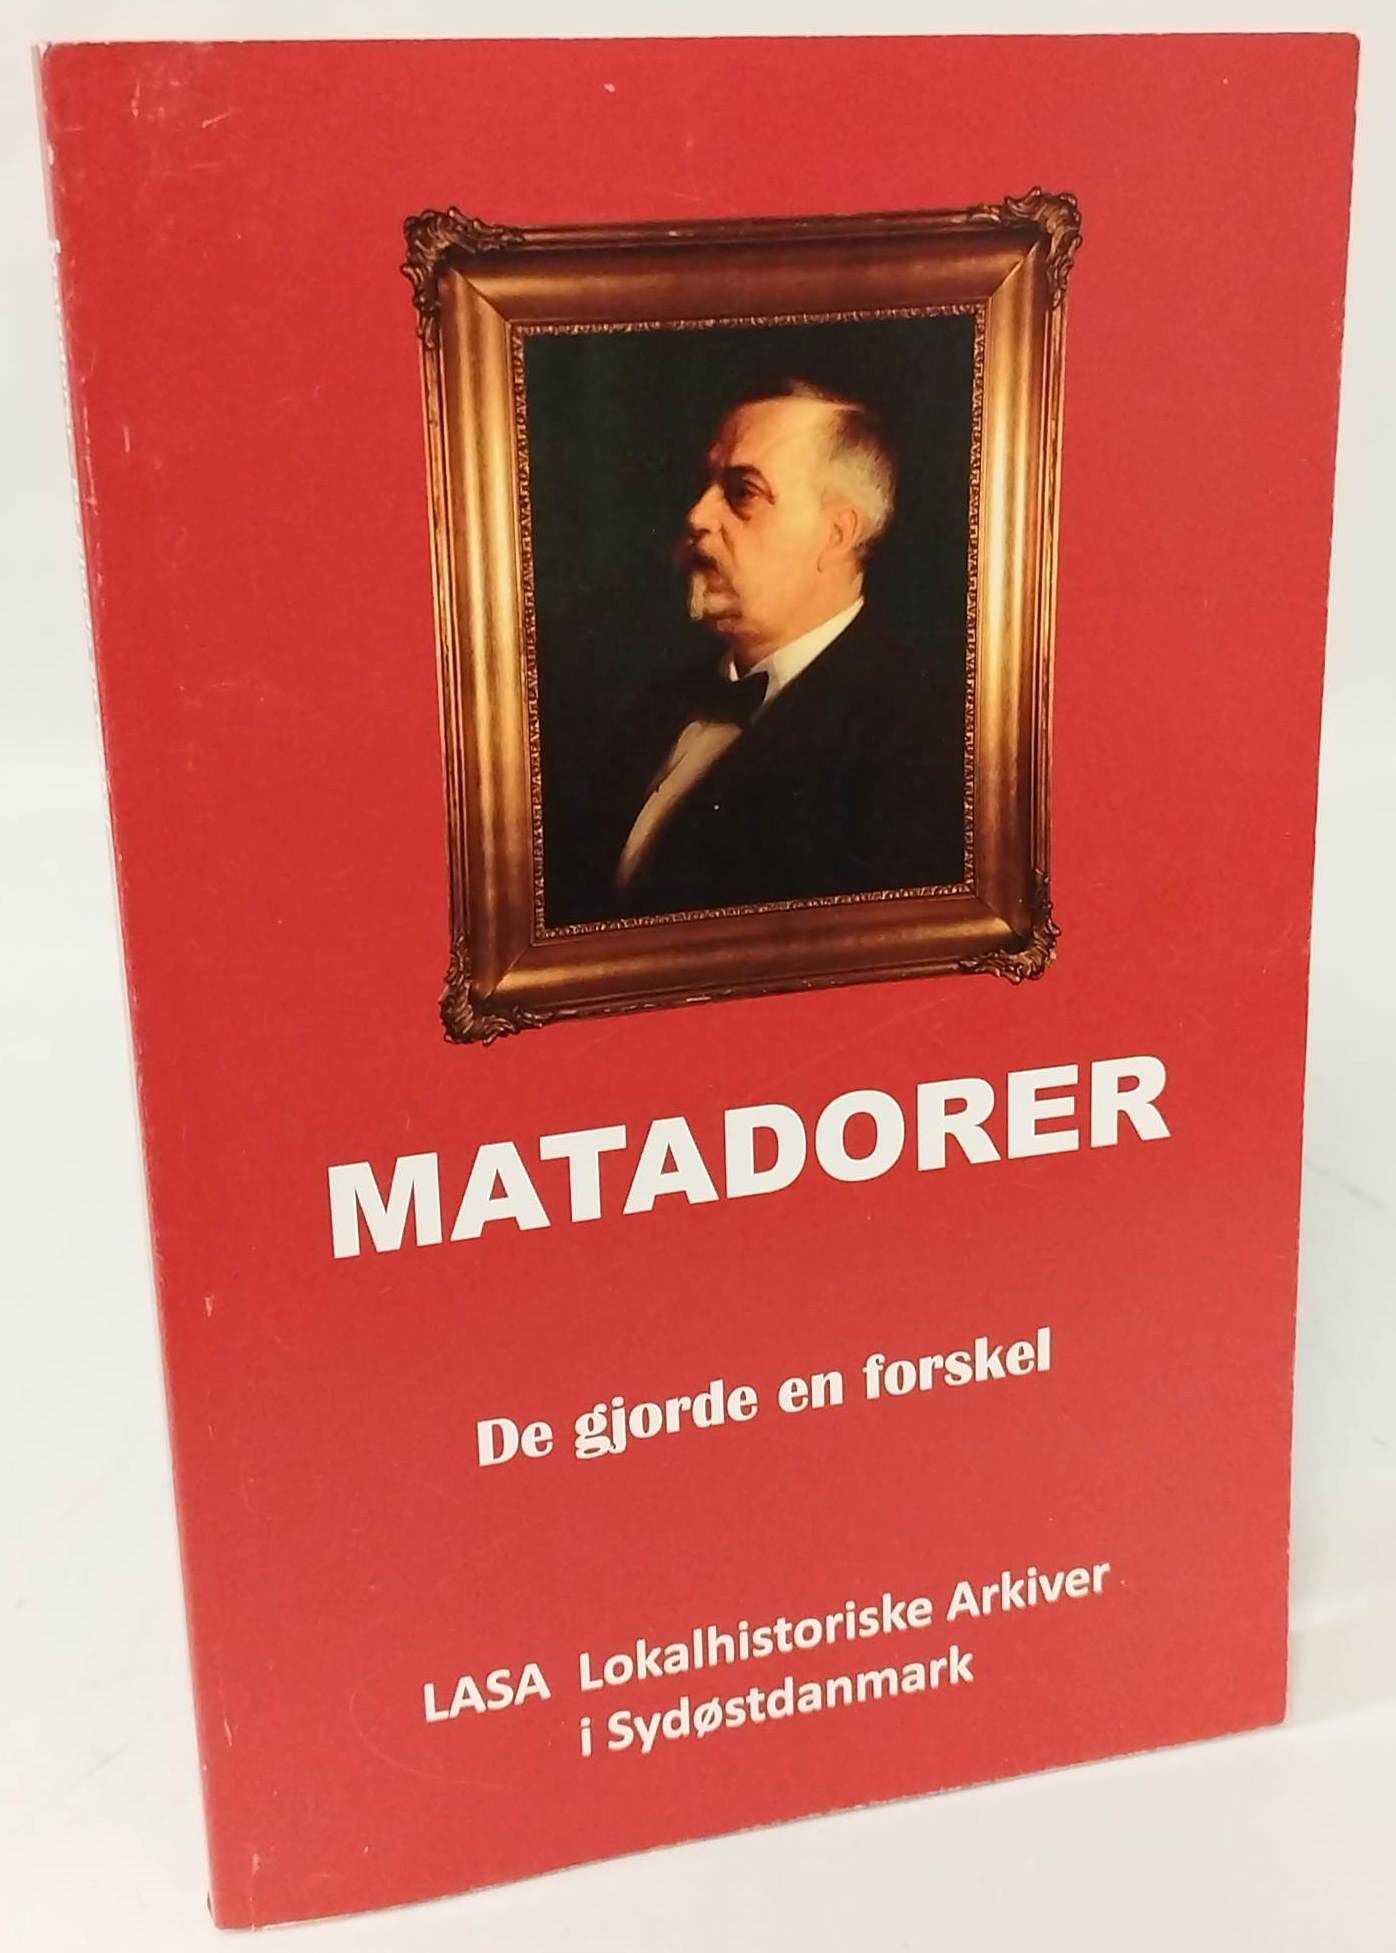 MATADORER
De gjorde en forskel
LASA Lokalhistoriske Arkiver
i Sydøstdanmark